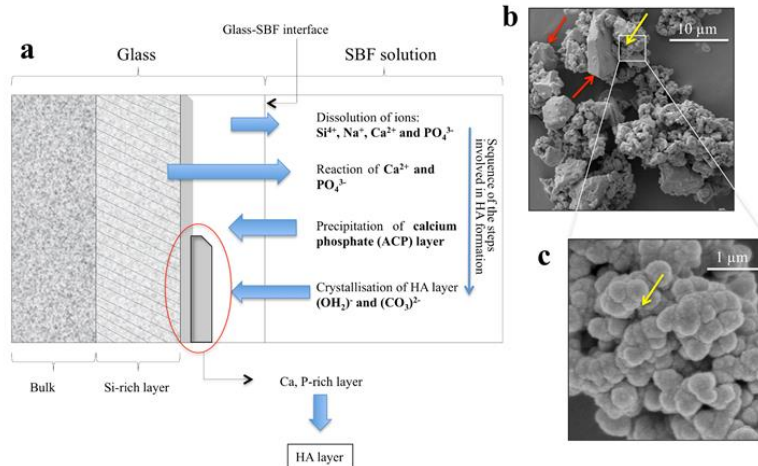 a
Glass-SBF interface
Glass
SBF solution
Dissolution of ions:
Si⁴⁺, Na⁺, Ca²⁺ and PO₄³⁻
Reaction of Ca²⁺ and
PO₄³⁻
Precipitation of calcium
phosphate (ACP) layer
Crystallisation of HA layer
(OH₂)⁻ and (CO₃)²⁻
Sequence of the steps
involved in HA formation
Bulk
Si-rich layer
Ca, P-rich layer
HA layer
b
10 µm
c
1 µm